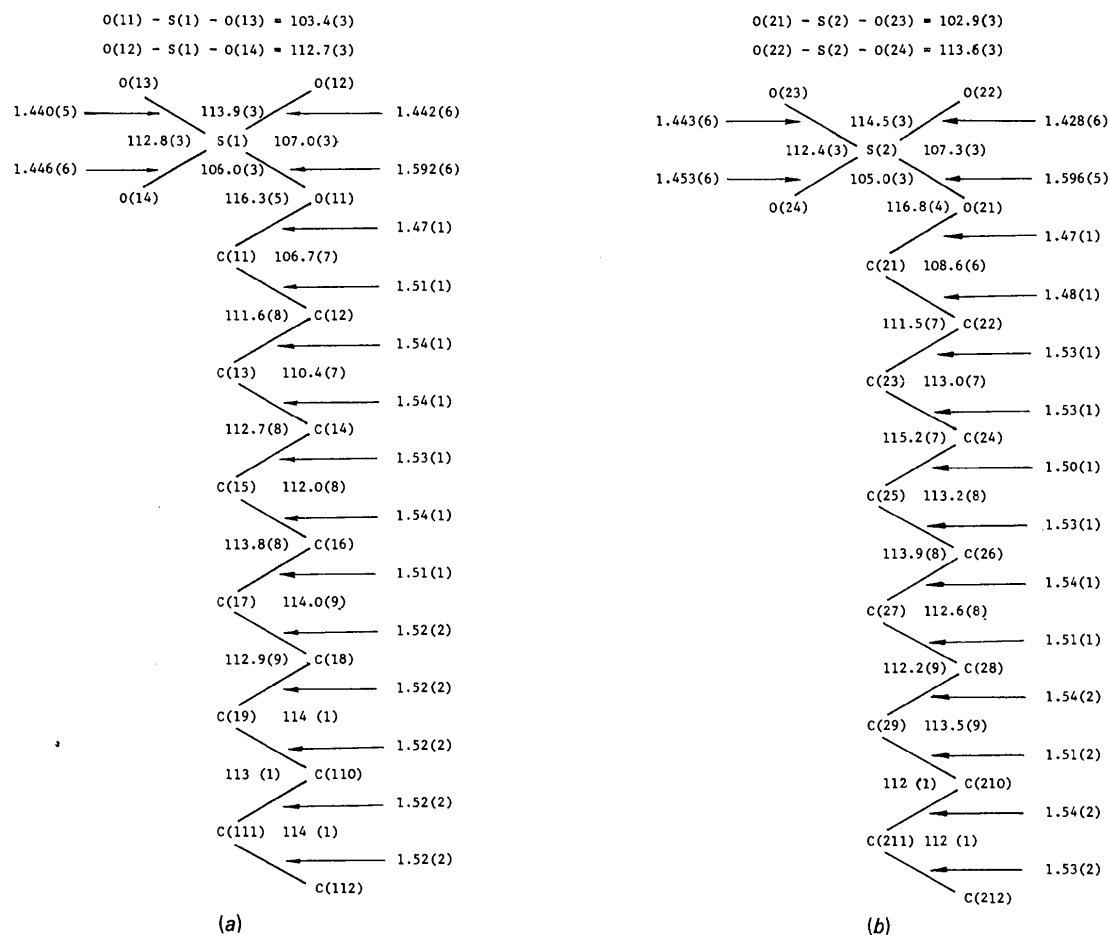 O(11) - S(1) - O(13) = 103.4(3)
O(12) - S(1) - O(14) = 112.7(3)
O(13) O(12)
1.440(5) 113.9(3) 1.442(6)
112.8(3) S(1) 107.0(3)
1.446(6) 106.0(3) 1.592(6)
O(14) 116.3(5) O(11)
1.47(1)
C(11) 106.7(7)
1.51(1)
111.6(8) C(12)
1.54(1)
C(13) 110.4(7)
1.54(1)
112.7(8) C(14)
1.53(1)
C(15) 112.0(8)
1.54(1)
113.8(8) C(16)
1.51(1)
C(17) 114.0(9)
1.52(2)
112.9(9) C(18)
1.52(2)
C(19) 114 (1)
1.52(2)
113 (1) C(110)
1.52(2)
C(111) 114 (1)
1.52(2)
C(112)
(a)
O(21) - S(2) - O(23) = 102.9(3)
O(22) - S(2) - O(24) = 113.6(3)
O(23) O(22)
1.443(6) 114.5(3) 1.428(6)
112.4(3) S(2) 107.3(3)
1.453(6) 105.0(3) 1.596(5)
O(24) 116.8(4) O(21)
1.47(1)
C(21) 108.6(6)
1.48(1)
111.5(7) C(22)
1.53(1)
C(23) 113.0(7)
1.53(1)
115.2(7) C(24)
1.50(1)
C(25) 113.2(8)
1.53(1)
113.9(8) C(26)
1.54(1)
C(27) 112.6(8)
1.51(1)
112.2(9) C(28)
1.54(2)
C(29) 113.5(9)
1.51(2)
112 (1) C(210)
1.54(2)
C(211) 112 (1)
1.53(2)
C(212)
(b)